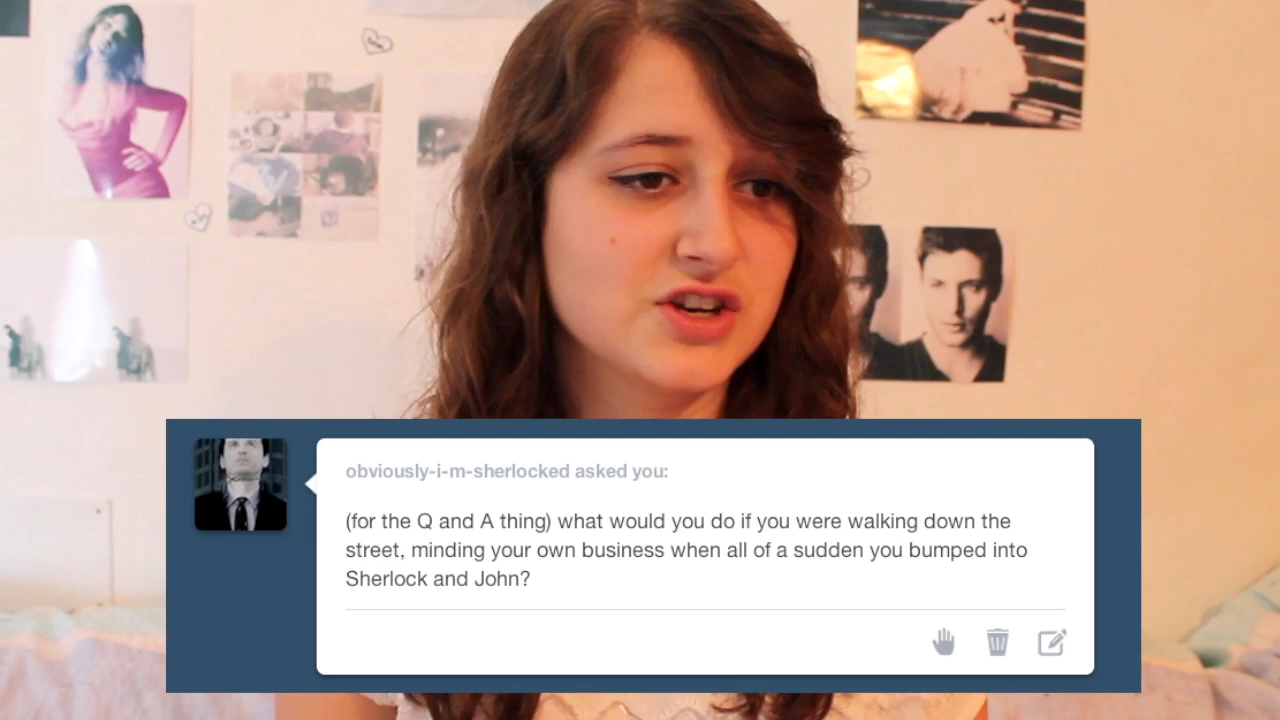 obviously-i-m-sherlocked asked you:
(for the Q and A thing) what would you do if you were walking down the
street, minding your own business when all of a sudden you bumped into
Sherlock and John?